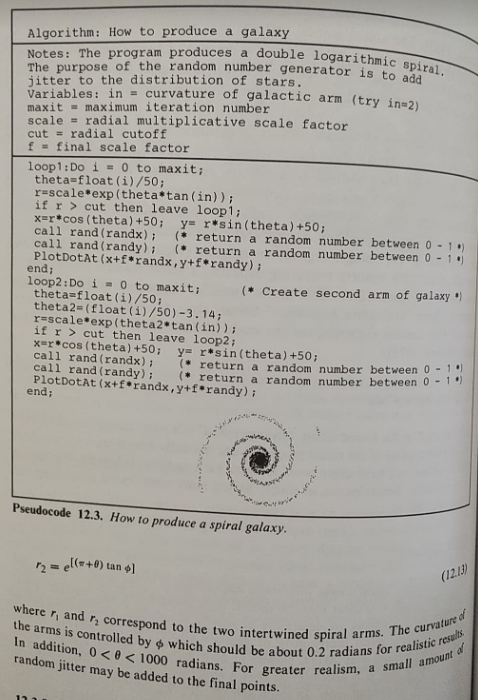 Algorithm: How to produce a galaxy
Notes: The program produces a double logarithmic spiral.
The purpose of the random number generator is to add
jitter to the distribution of stars.
Variables: in = curvature of galactic arm (try in=2)
maxit = maximum iteration number
scale = radial multiplicative scale factor
cut = radial cutoff
f = final scale factor
loop1:Do i = 0 to maxit;
theta=float(i)/50;
r=scale*exp(theta*tan(in));
if r > cut then leave loop1;
x=r*cos(theta)+50; y= r*sin(theta)+50;
call rand(randx); (* return a random number between 0 - 1 *)
call rand(randy); (* return a random number between 0 - 1 *)
PlotDotAt(x+f*randx,y+f*randy);
end;
loop2:Do i = 0 to maxit; (* Create second arm of galaxy *)
theta=float(i)/50;
theta2=(float(i)/50)-3.14;
r=scale*exp(theta2*tan(in));
if r > cut then leave loop2;
x=r*cos(theta)+50; y= r*sin(theta)+50;
call rand(randx); (* return a random number between 0 - 1 *)
call rand(randy); (* return a random number between 0 - 1 *)
PlotDotAt(x+f*randx,y+f*randy);
end;
Pseudocode 12.3. How to produce a spiral galaxy.
r₂ = e[(π+θ) tan φ] (12.13)
where r₁ and r₂ correspond to the two intertwined spiral arms. The curvature of
the arms is controlled by φ which should be about 0.2 radians for realistic results.
In addition, 0 < θ < 1000 radians. For greater realism, a small amount of
random jitter may be added to the final points.